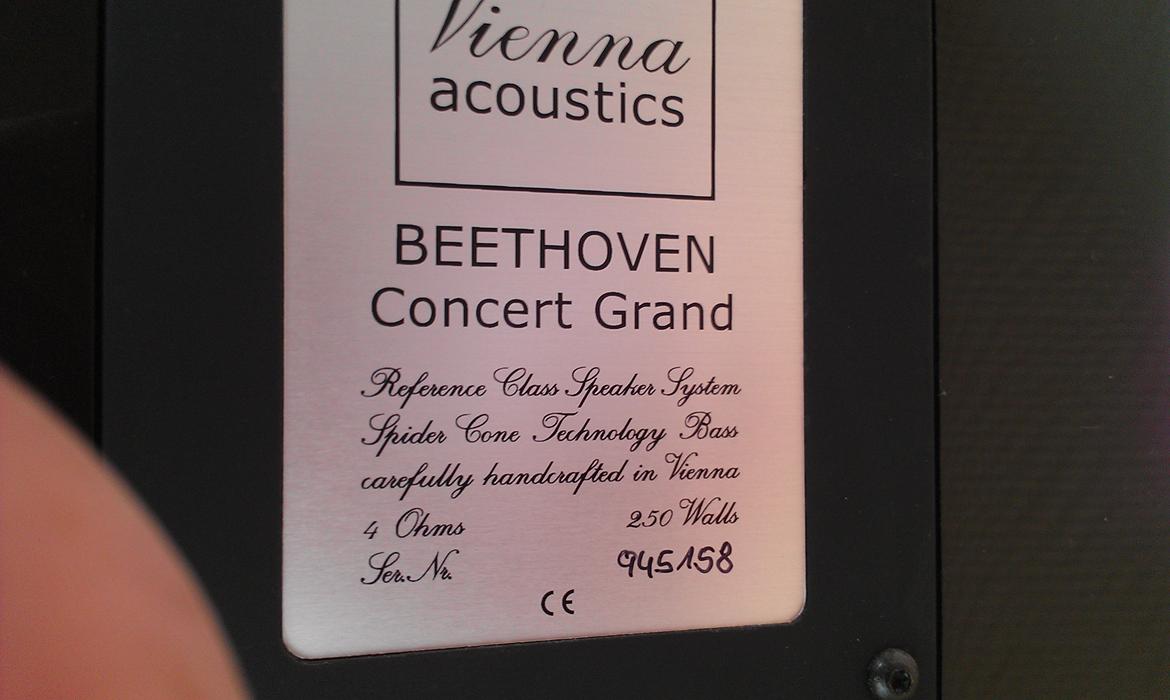 Vienna
acoustics
BEETHOVEN
Concert Grand
Reference Class Speaker System
Spider Cone Technology Bass
carefully handcrafted in Vienna
4 Ohms 250 Watts
Ser. Nr. 945158
CE